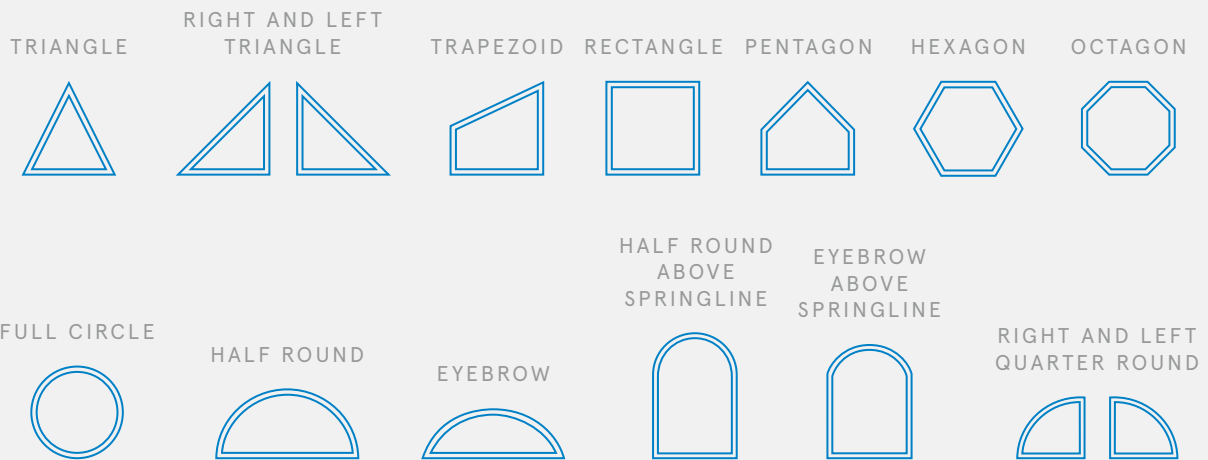 TRIANGLE
RIGHT AND LEFT
TRIANGLE
TRAPEZOID
RECTANGLE
PENTAGON
HEXAGON
OCTAGON
FULL CIRCLE
HALF ROUND
EYEBROW
HALF ROUND
ABOVE
SPRINGLINE
EYEBROW
ABOVE
SPRINGLINE
RIGHT AND LEFT
QUARTER ROUND